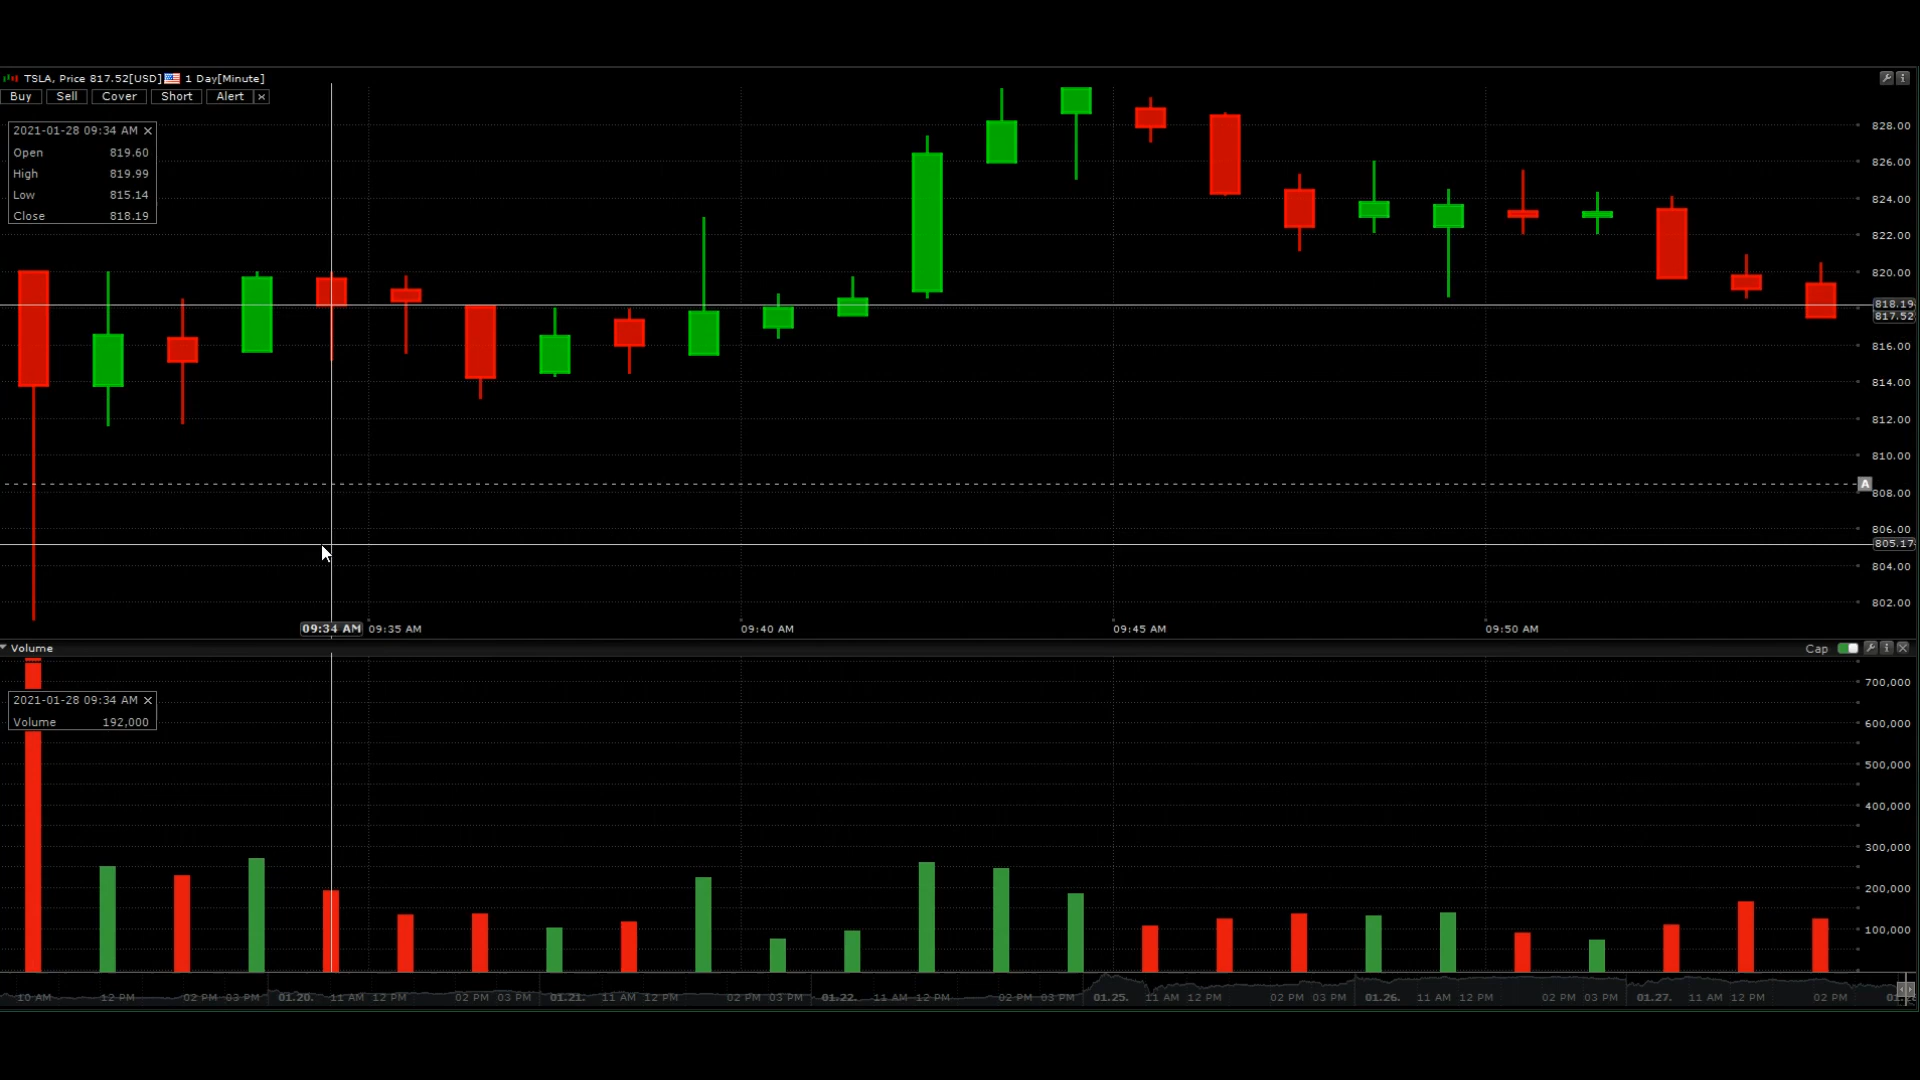 TSLA, Price 817.52[USD] 1 Day[Minute]
Buy Sell Cover Short Alert ×
2021-01-28 09:34 AM ×
Open 819.60
High 819.99
Low 815.14
Close 818.19
828.00
826.00
824.00
822.00
820.00
818.19
817.52
816.00
814.00
812.00
810.00
A
808.00
806.00
805.17
804.00
802.00
09:34 AM 09:35 AM 09:40 AM 09:45 AM 09:50 AM
Volume Cap
2021-01-28 09:34 AM ×
Volume 192,000
700,000
600,000
500,000
400,000
300,000
200,000
100,000
10 AM 12 PM 02 PM 03 PM 01.20. 11 AM 12 PM 02 PM 03 PM 01.21. 11 AM 12 PM 02 PM 03 PM 01.22. 11 AM 12 PM 02 PM 03 PM 01.25. 11 AM 12 PM 02 PM 03 PM 01.26. 11 AM 12 PM 02 PM 03 PM 01.27. 11 AM 12 PM 02 PM